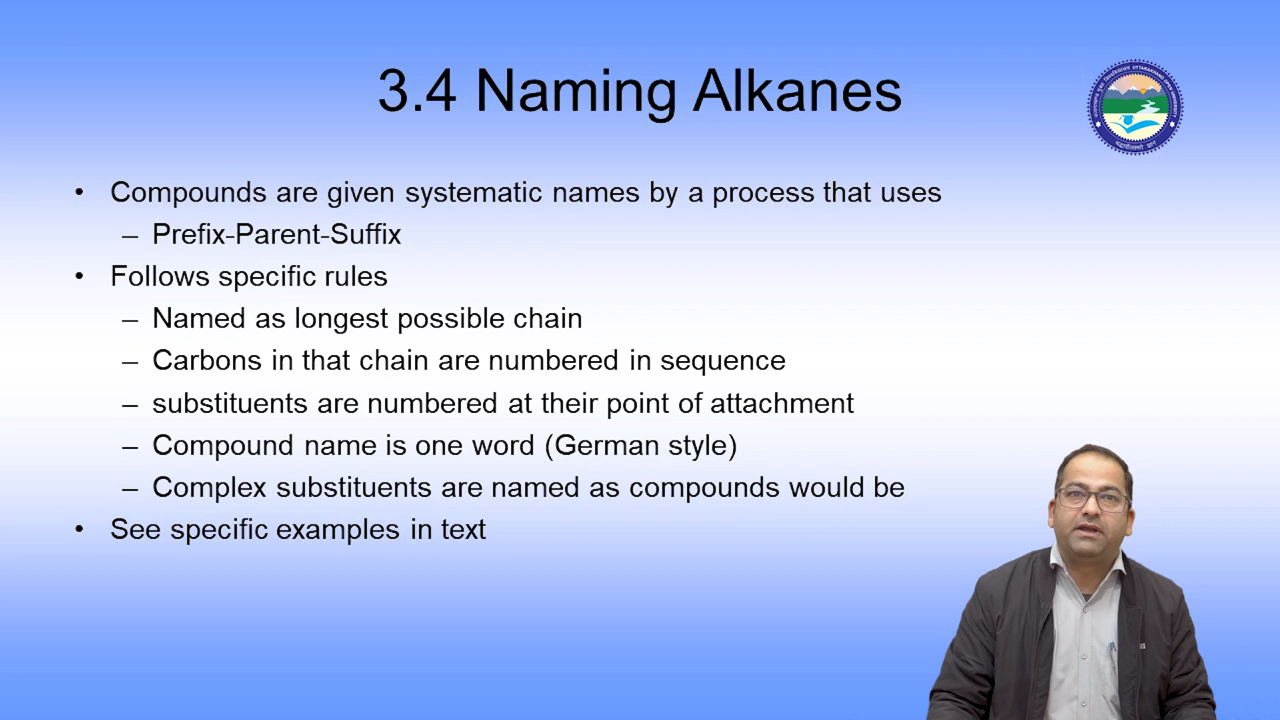 3.4 Naming Alkanes
• Compounds are given systematic names by a process that uses
– Prefix-Parent-Suffix
• Follows specific rules
– Named as longest possible chain
– Carbons in that chain are numbered in sequence
– substituents are numbered at their point of attachment
– Compound name is one word (German style)
– Complex substituents are named as compounds would be
• See specific examples in text